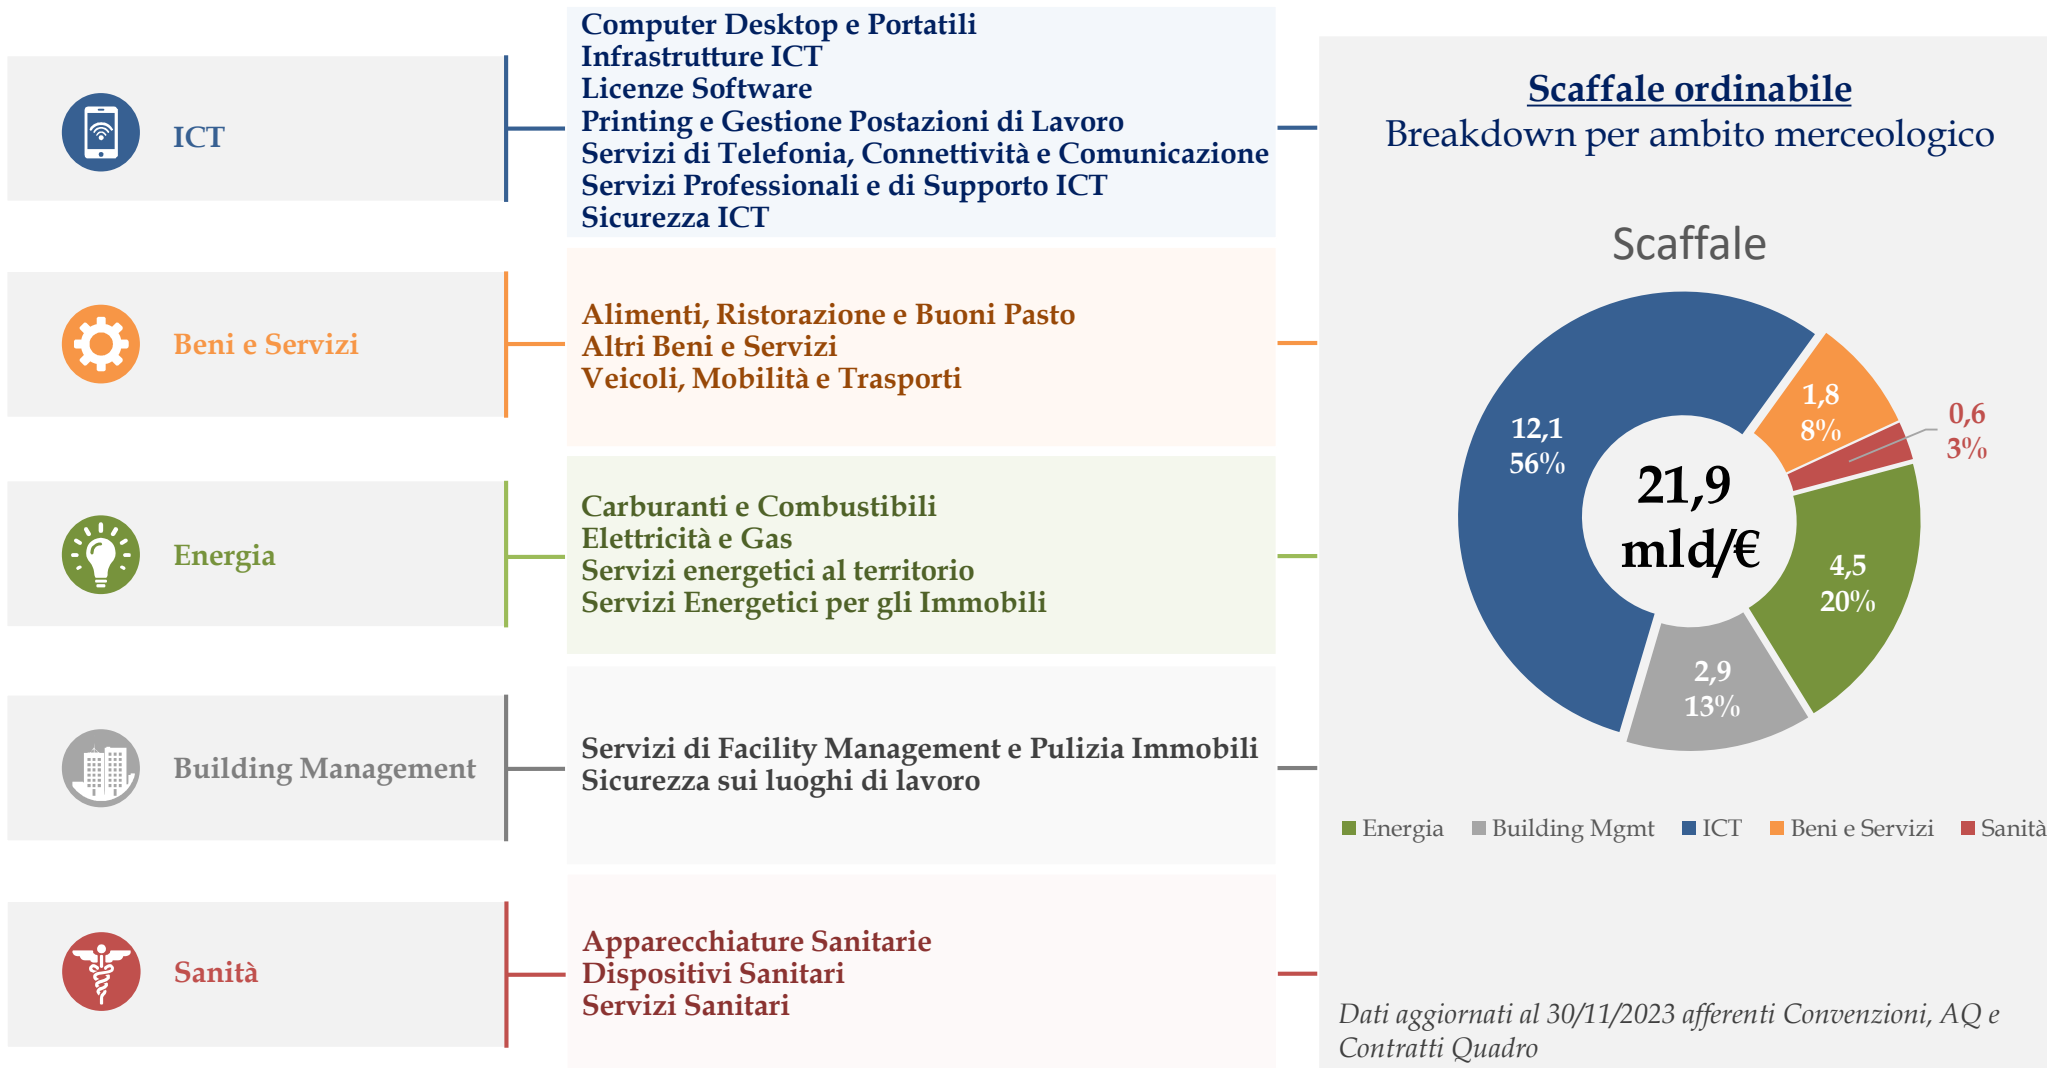 ICT
Computer Desktop e Portatili
Infrastrutture ICT
Licenze Software
Printing e Gestione Postazioni di Lavoro
Servizi di Telefonia, Connettività e Comunicazione
Servizi Professionali e di Supporto ICT
Sicurezza ICT
Beni e Servizi
Alimenti, Ristorazione e Buoni Pasto
Altri Beni e Servizi
Veicoli, Mobilità e Trasporti
Energia
Carburanti e Combustibili
Elettricità e Gas
Servizi energetici al territorio
Servizi Energetici per gli Immobili
Building Management
Servizi di Facility Management e Pulizia Immobili
Sicurezza sui luoghi di lavoro
Sanità
Apparecchiature Sanitarie
Dispositivi Sanitari
Servizi Sanitari
Scaffale ordinabile
Breakdown per ambito merceologico
Scaffale
12,1
56%
1,8
8%
0,6
3%
21,9
mld/€
4,5
20%
2,9
13%
Energia Building Mgmt ICT Beni e Servizi Sanità
Dati aggiornati al 30/11/2023 afferenti Convenzioni, AQ e
Contratti Quadro